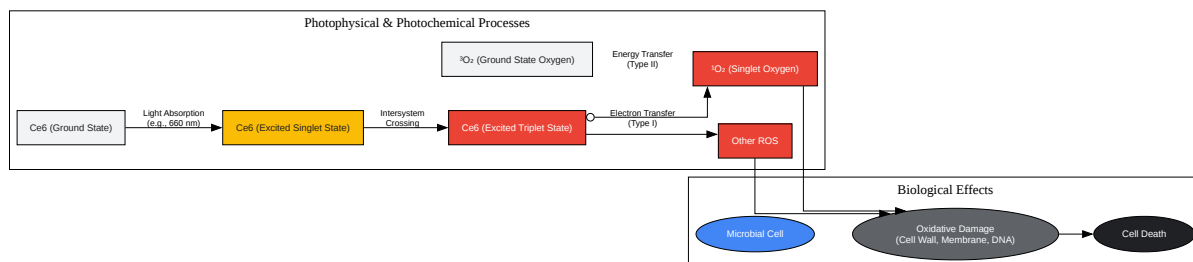 Photophysical & Photochemical Processes
³O₂ (Ground State Oxygen)
Energy Transfer
(Type II)
¹O₂ (Singlet Oxygen)
Ce6 (Ground State)
Light Absorption
(e.g., 660 nm)
Ce6 (Excited Singlet State)
Intersystem
Crossing
Ce6 (Excited Triplet State)
Electron Transfer
(Type I)
Other ROS
Biological Effects
Microbial Cell
Oxidative Damage
(Cell Wall, Membrane, DNA)
Cell Death